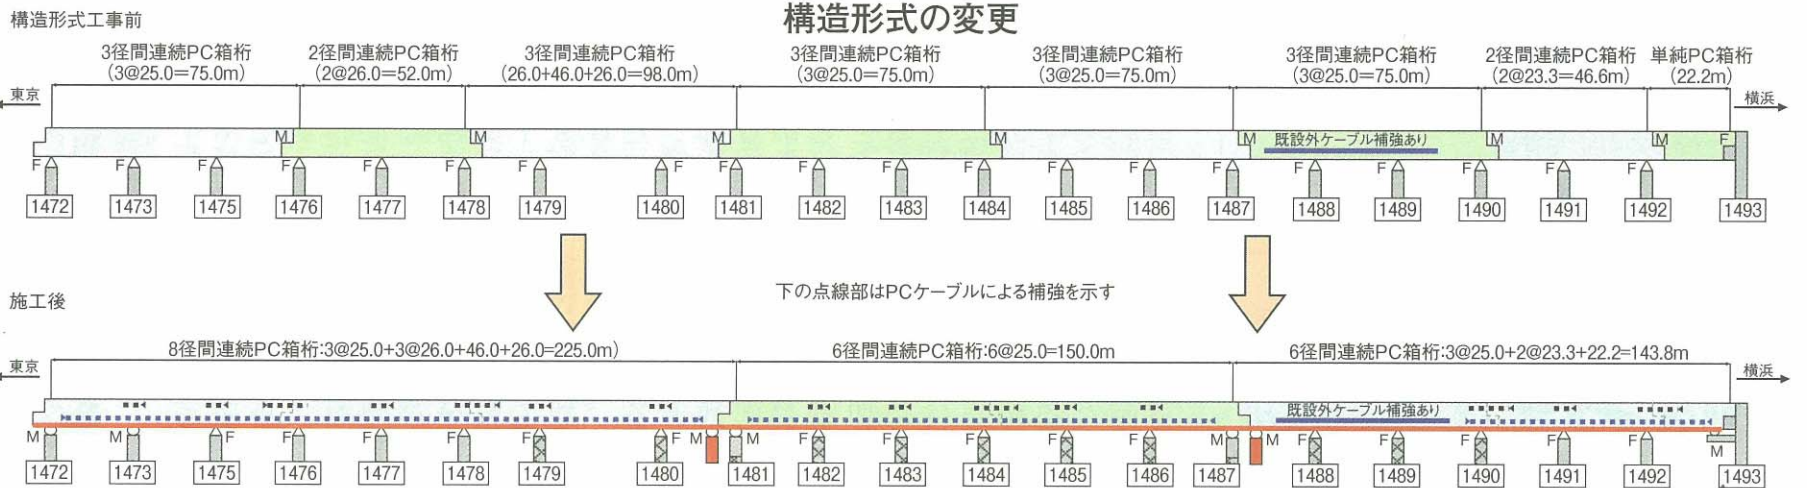 構造形式の変更
構造形式工事前
3径間連続PC箱桁 2径間連続PC箱桁 3径間連続PC箱桁 3径間連続PC箱桁 3径間連続PC箱桁 3径間連続PC箱桁 2径間連続PC箱桁 単純PC箱桁
(3@25.0=75.0m) (2@26.0=52.0m) (26.0+46.0+26.0=98.0m) (3@25.0=75.0m) (3@25.0=75.0m) (3@25.0=75.0m) (2@23.3=46.6m) (22.2m)
東京 横浜
M M M M M M M F
既設外ケーブル補強あり
F F F F F F F F F F F F F F F F F F F
1472 1473 1475 1476 1477 1478 1479 1480 1481 1482 1483 1484 1485 1486 1487 1488 1489 1490 1491 1492 1493
施工後
下の点線部はPCケーブルによる補強を示す
8径間連続PC箱桁:3@25.0+3@26.0+46.0+26.0=225.0m) 6径間連続PC箱桁:6@25.0=150.0m 6径間連続PC箱桁:3@25.0+2@23.3+22.2=143.8m
東京 横浜
既設外ケーブル補強あり
M M F F F F F F M M F F F F F M M F F F F F M
1472 1473 1475 1476 1477 1478 1479 1480 1481 1482 1483 1484 1485 1486 1487 1488 1489 1490 1491 1492 1493